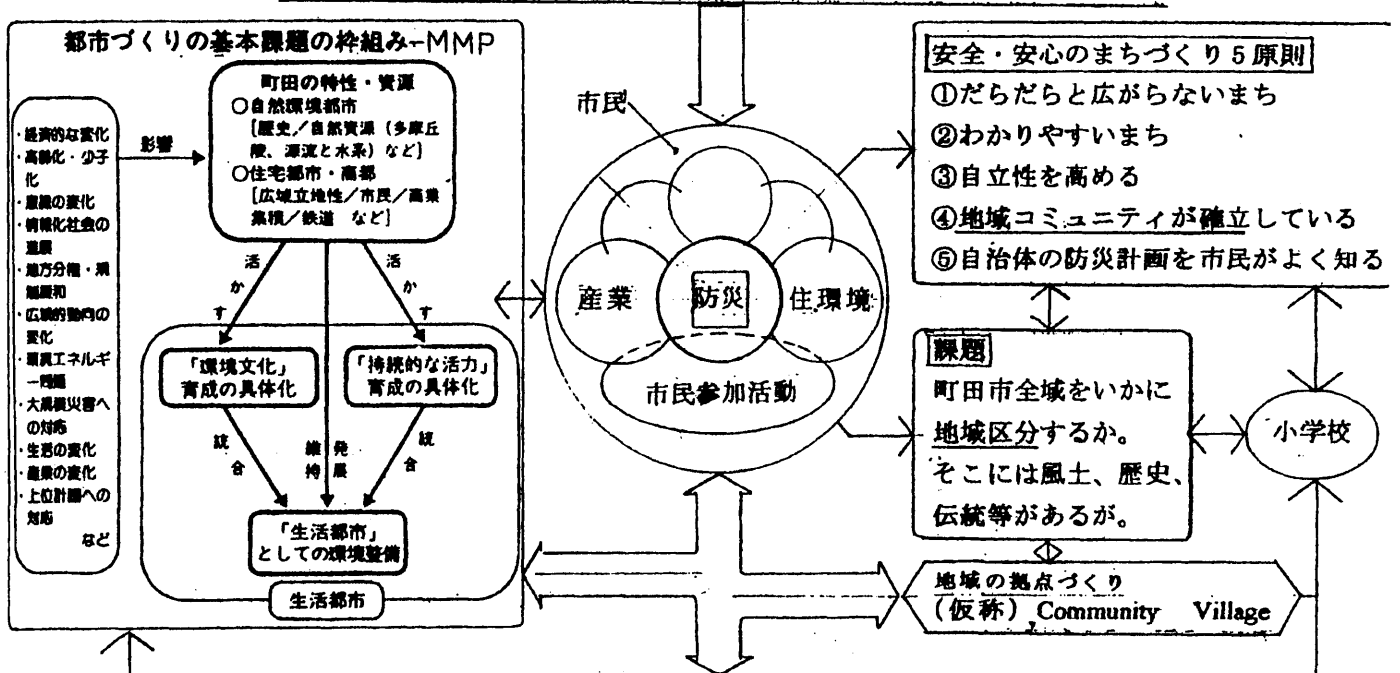 都市づくりの基本課題の枠組み-MMP
・経済的な変化
・高齢化・少子
化
・意識の変化
・情報化社会の
進展
・地方分権・規
制緩和
・広域的動向の
変化
・環境エネルギ
ー問題
・大規模災害へ
の対応
・生活の変化
・産業の変化
・上位計画への
対応
など
影響
町田の特性・資源
○自然環境都市
[歴史/自然資源(多摩丘
陵、源流と水系)など]
○住宅都市・商都
[広域立地性/市民/商業
集積/鉄道 など]
活かす
活かす
「環境文化」
育成の具体化
「持続的な活力」
育成の具体化
統合
維持
発展
統合
「生活都市」
としての環境整備
生活都市
市民
産業
防災
住環境
市民参加活動
安全・安心のまちづくり5原則
①だらだらと広がらないまち
②わかりやすいまち
③自立性を高める
④地域コミュニティが確立している
⑤自治体の防災計画を市民がよく知る
課題
町田市全域をいかに
地域区分するか。
そこには風土、歴史、
伝統等があるが。
小学校
地域の拠点づくり
(仮称) Community Village